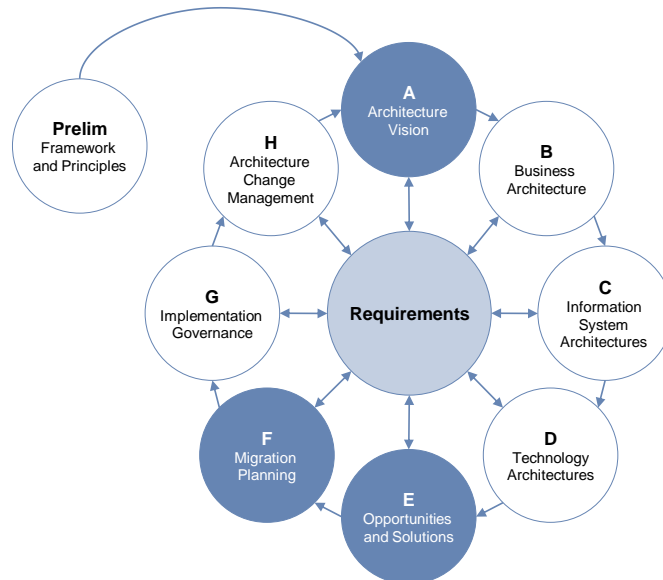 Prelim
Framework
and Principles
A
Architecture
Vision
B
Business
Architecture
C
Information
System
Architectures
D
Technology
Architectures
E
Opportunities
and Solutions
F
Migration
Planning
G
Implementation
Governance
H
Architecture
Change
Management
Requirements